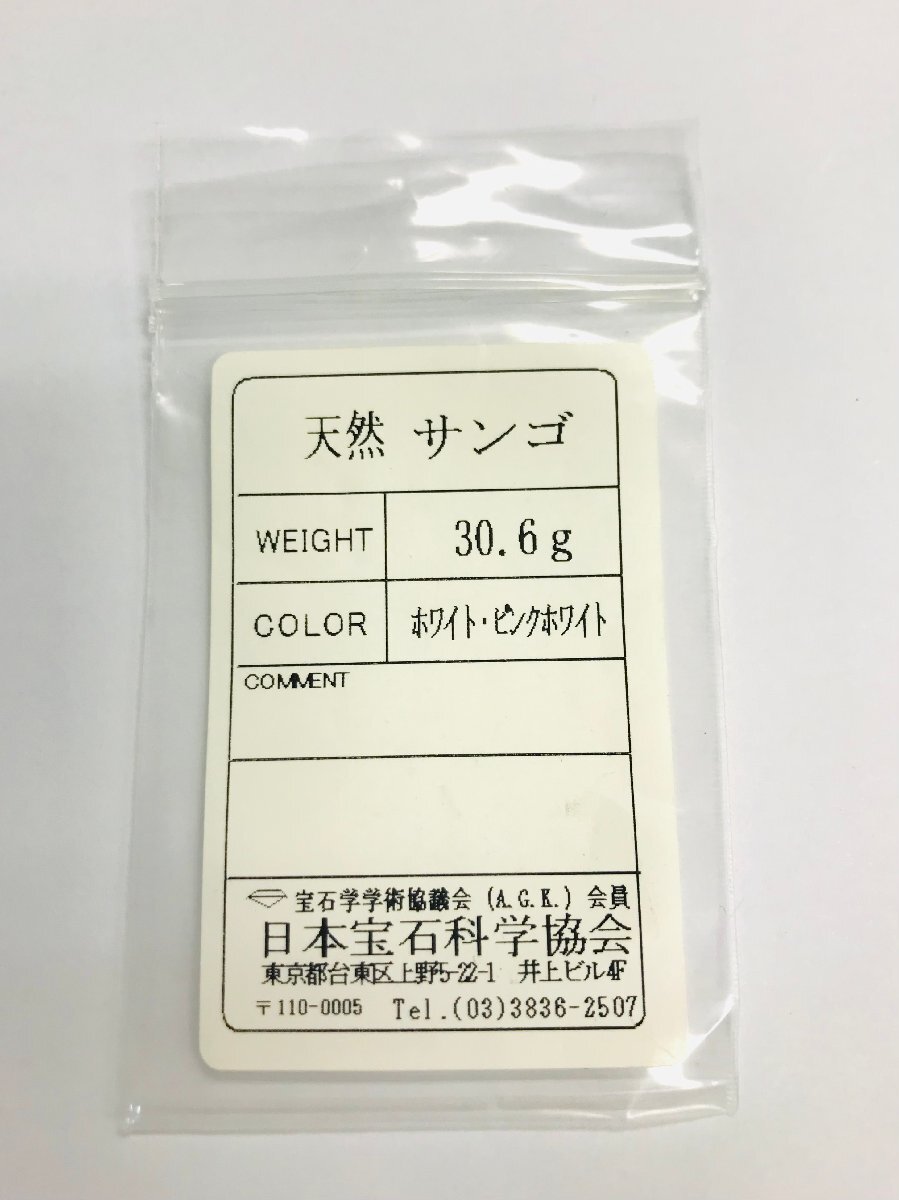 天然 サンゴ
WEIGHT 30.6g
COLOR ホワイト・ピンクホワイト
COMMENT
宝石学学術協議会 (A.G.K.) 会員
日本宝石科学協会
東京都台東区上野5-22-1 井上ビル4F
〒110-0005 Tel.(03)3836-2507